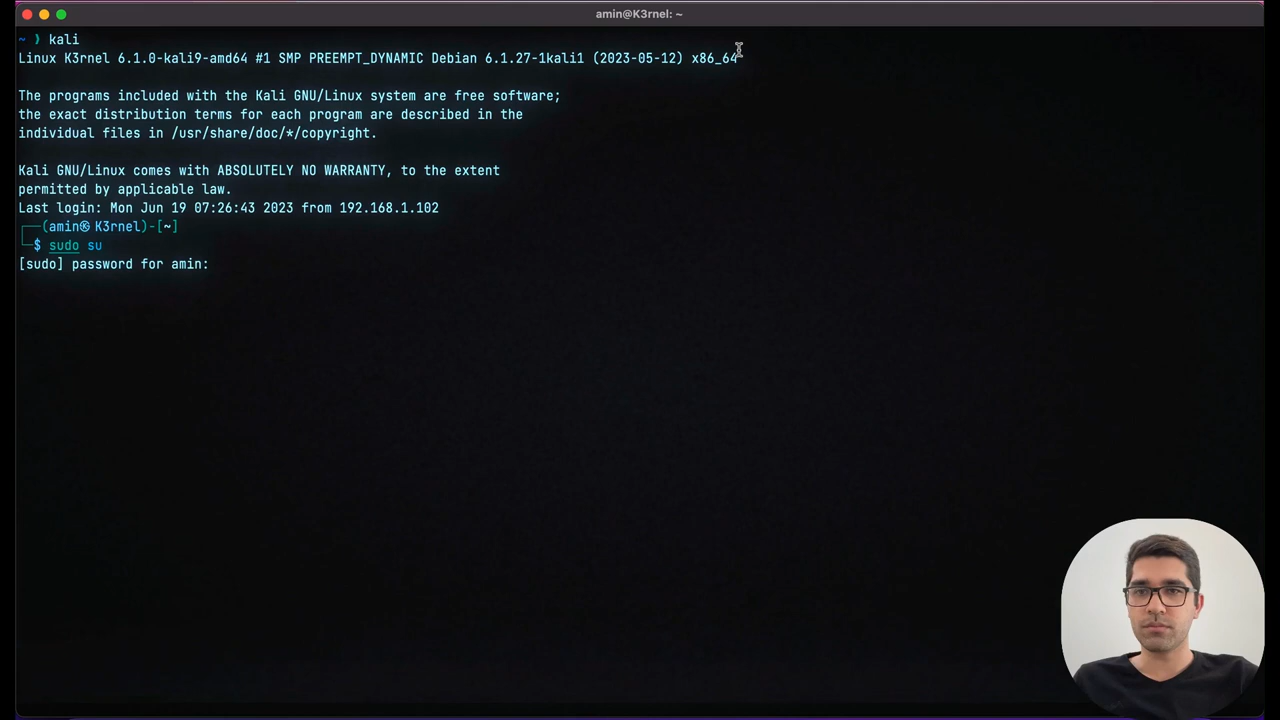 amin@K3rnel: ~
~ ❯ kali
Linux K3rnel 6.1.0-kali9-amd64 #1 SMP PREEMPT_DYNAMIC Debian 6.1.27-1kali1 (2023-05-12) x86_64
The programs included with the Kali GNU/Linux system are free software;
the exact distribution terms for each program are described in the
individual files in /usr/share/doc/*/copyright.
Kali GNU/Linux comes with ABSOLUTELY NO WARRANTY, to the extent
permitted by applicable law.
Last login: Mon Jun 19 07:26:43 2023 from 192.168.1.102
┌──(amin㉿K3rnel)-[~]
└─$ sudo su
[sudo] password for amin: